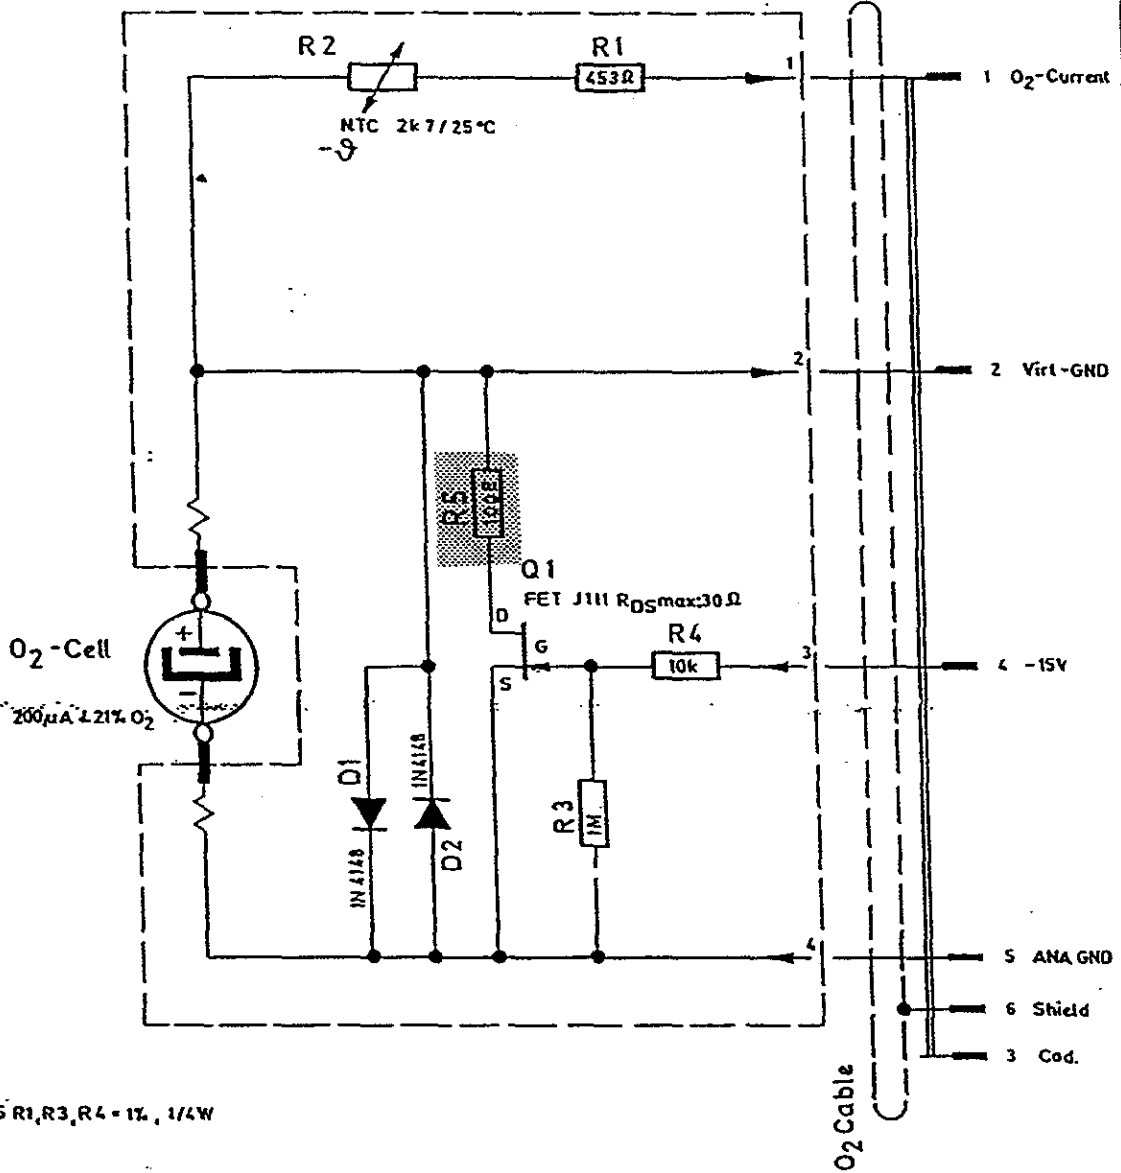 R2
R1
453Ω
NTC 2k7/25°C
-ϑ
1
1 O2-Current
2
2 Virt-GND
R5
100E
Q1
FET J111 RDSmax:30Ω
D
G
S
R4
10k
3
4 -15V
O2-Cell
+
−
200µA ≙ 21% O2
D1
1N4148
1N4148
D2
R3
1M
4
5 ANA GND
6 Shield
3 Cod.
O2 Cable
R1,R3,R4 = 1%, 1/4W